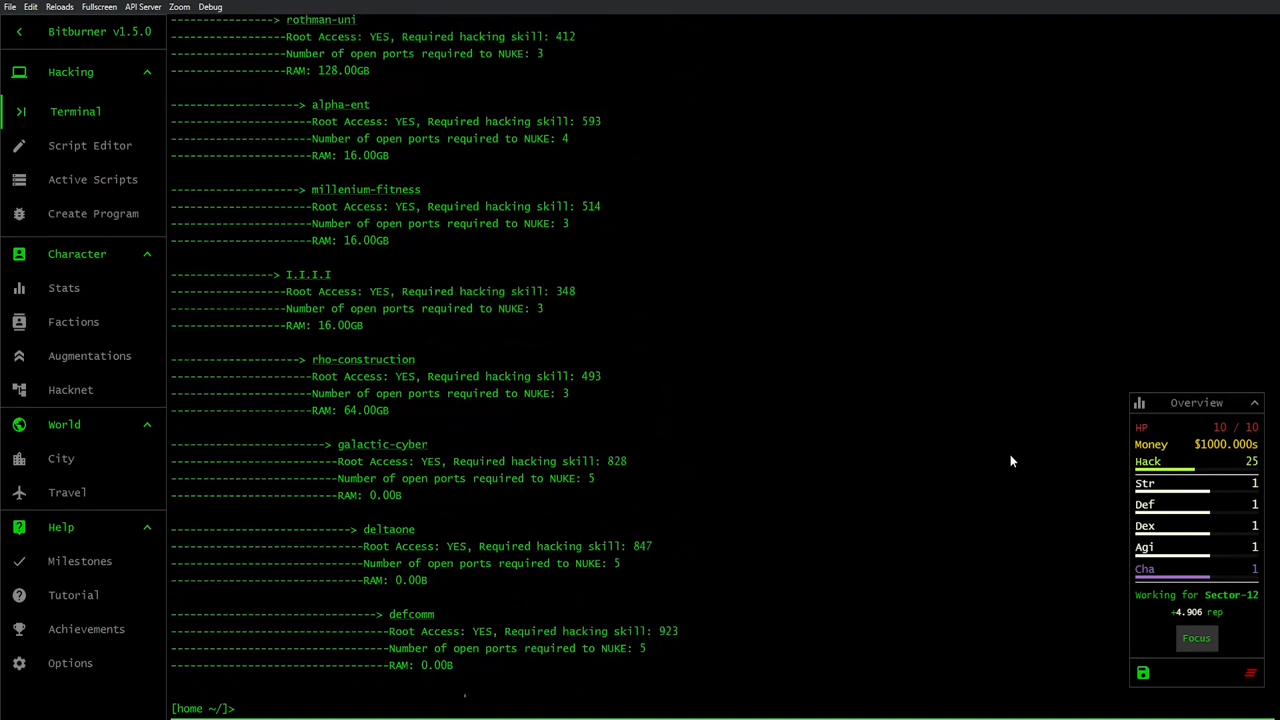 File Edit Reloads Fullscreen API Server Zoom Debug
Bitburner v1.5.0
Hacking
Terminal
Script Editor
Active Scripts
Create Program
Character
Stats
Factions
Augmentations
Hacknet
World
City
Travel
Help
Milestones
Tutorial
Achievements
Options
-----------------> rothman-uni
------------------Root Access: YES, Required hacking skill: 412
------------------Number of open ports required to NUKE: 3
------------------RAM: 128.00GB
---------------------> alpha-ent
----------------------Root Access: YES, Required hacking skill: 593
----------------------Number of open ports required to NUKE: 4
----------------------RAM: 16.00GB
---------------------> millenium-fitness
----------------------Root Access: YES, Required hacking skill: 514
----------------------Number of open ports required to NUKE: 3
----------------------RAM: 16.00GB
-----------------> I.I.I.I
------------------Root Access: YES, Required hacking skill: 348
------------------Number of open ports required to NUKE: 3
------------------RAM: 16.00GB
---------------------> rho-construction
----------------------Root Access: YES, Required hacking skill: 493
----------------------Number of open ports required to NUKE: 3
----------------------RAM: 64.00GB
-------------------------> galactic-cyber
--------------------------Root Access: YES, Required hacking skill: 828
--------------------------Number of open ports required to NUKE: 5
--------------------------RAM: 0.00B
-----------------------------> deltaone
------------------------------Root Access: YES, Required hacking skill: 847
------------------------------Number of open ports required to NUKE: 5
------------------------------RAM: 0.00B
---------------------------------> defcomm
----------------------------------Root Access: YES, Required hacking skill: 923
----------------------------------Number of open ports required to NUKE: 5
----------------------------------RAM: 0.00B
[home ~/]>
Overview
HP 10 / 10
Money $1000.000s
Hack 25
Str 1
Def 1
Dex 1
Agi 1
Cha 1
Working for Sector-12
+4.906 rep
Focus